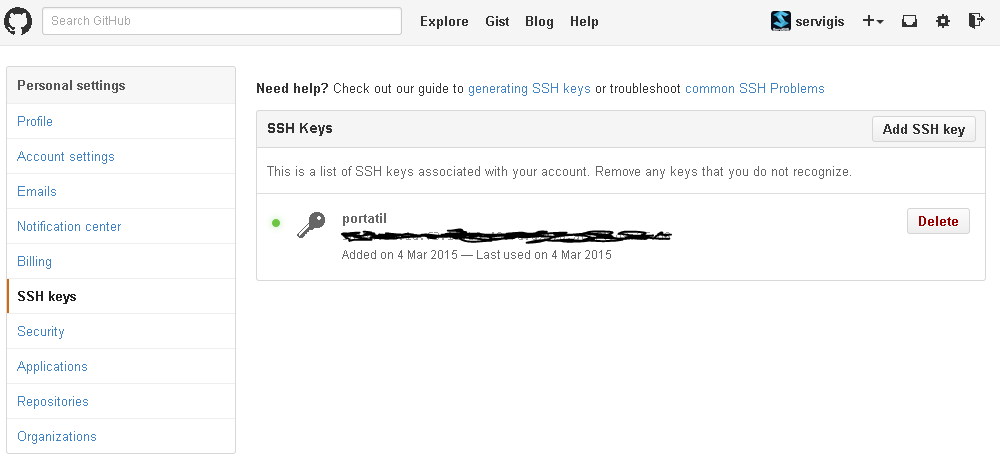 Search GitHub Explore Gist Blog Help servigis
Personal settings
Profile
Account settings
Emails
Notification center
Billing
SSH keys
Security
Applications
Repositories
Organizations
Need help? Check out our guide to generating SSH keys or troubleshoot common SSH Problems
SSH Keys Add SSH key
This is a list of SSH keys associated with your account. Remove any keys that you do not recognize.
portatil
Delete
Added on 4 Mar 2015 — Last used on 4 Mar 2015